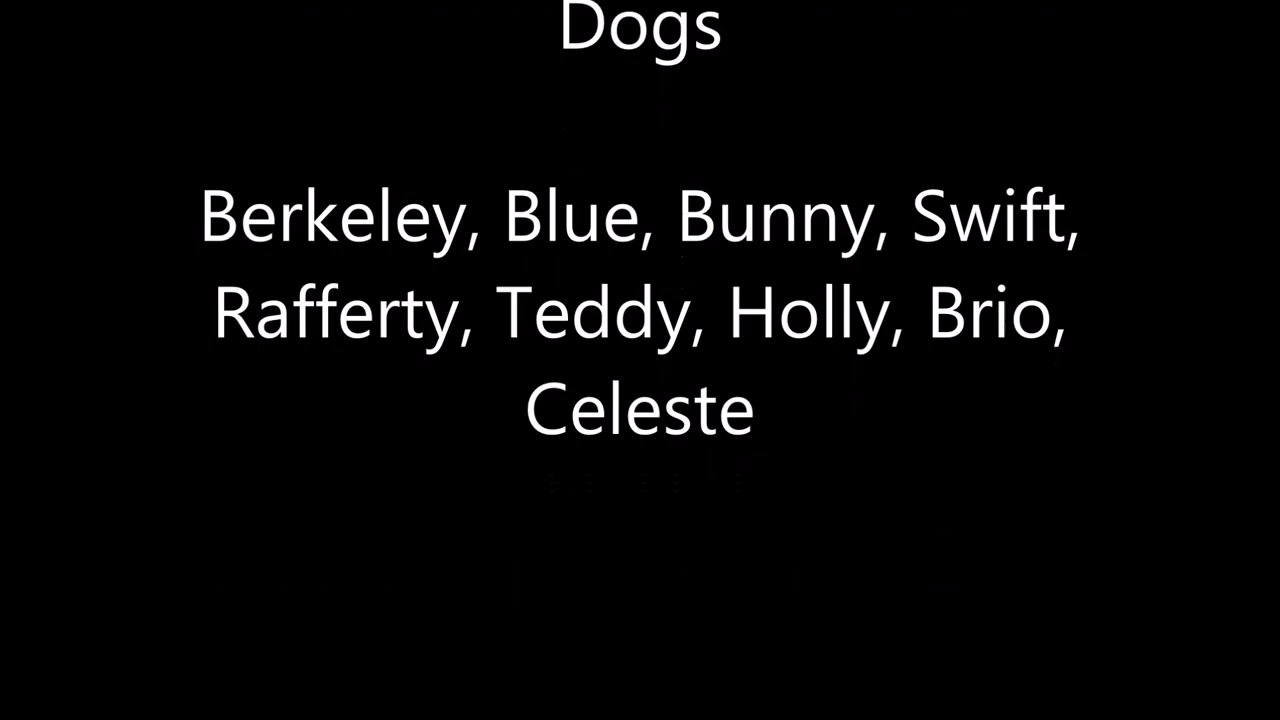 Dogs
Berkeley, Blue, Bunny, Swift,
Rafferty, Teddy, Holly, Brio,
Celeste